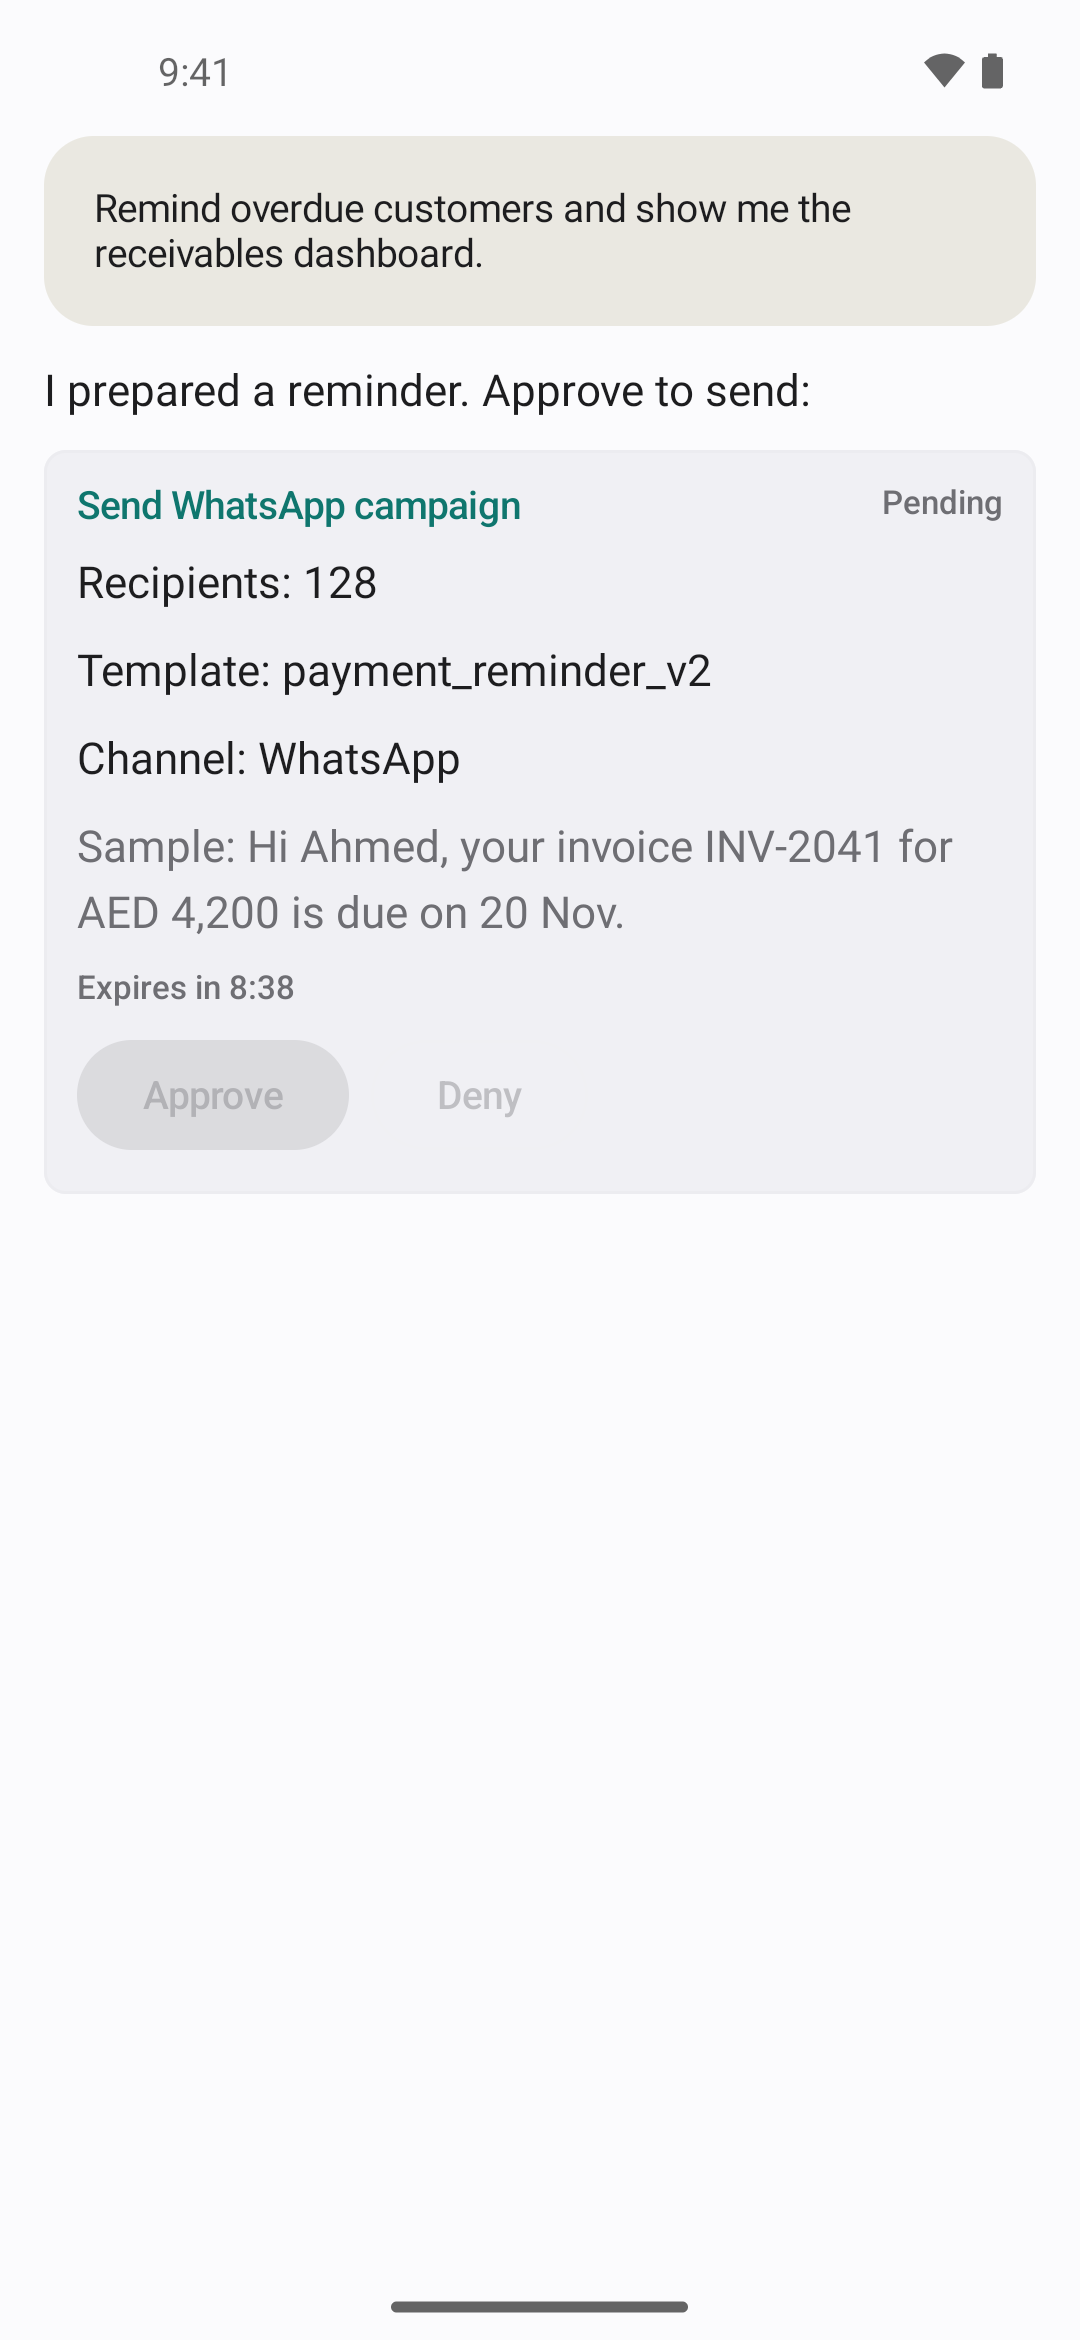 9:41
Remind overdue customers and show me the
receivables dashboard.
I prepared a reminder. Approve to send:
Send WhatsApp campaign
Pending
Recipients: 128
Template: payment_reminder_v2
Channel: WhatsApp
Sample: Hi Ahmed, your invoice INV-2041 for
AED 4,200 is due on 20 Nov.
Expires in 8:38
Approve
Deny